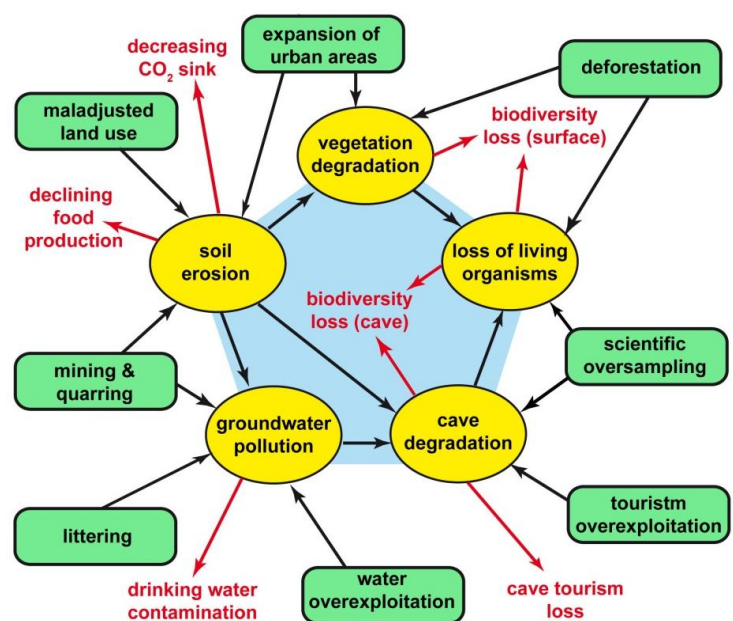 expansion of
urban areas
decreasing
CO₂ sink
deforestation
maladjusted
land use
biodiversity
loss (surface)
vegetation
degradation
declining
food
production
soil
erosion
loss of living
organisms
biodiversity
loss (cave)
scientific
oversampling
mining &
quarring
groundwater
pollution
cave
degradation
touristm
overexploitation
littering
drinking water
contamination
water
overexploitation
cave tourism
loss